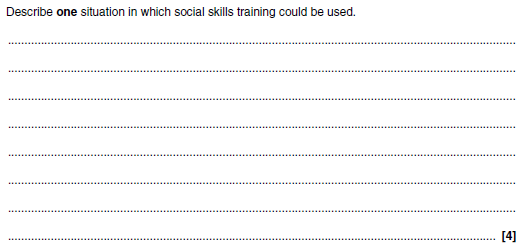 Describe one situation in which social skills training could be used.
[4]